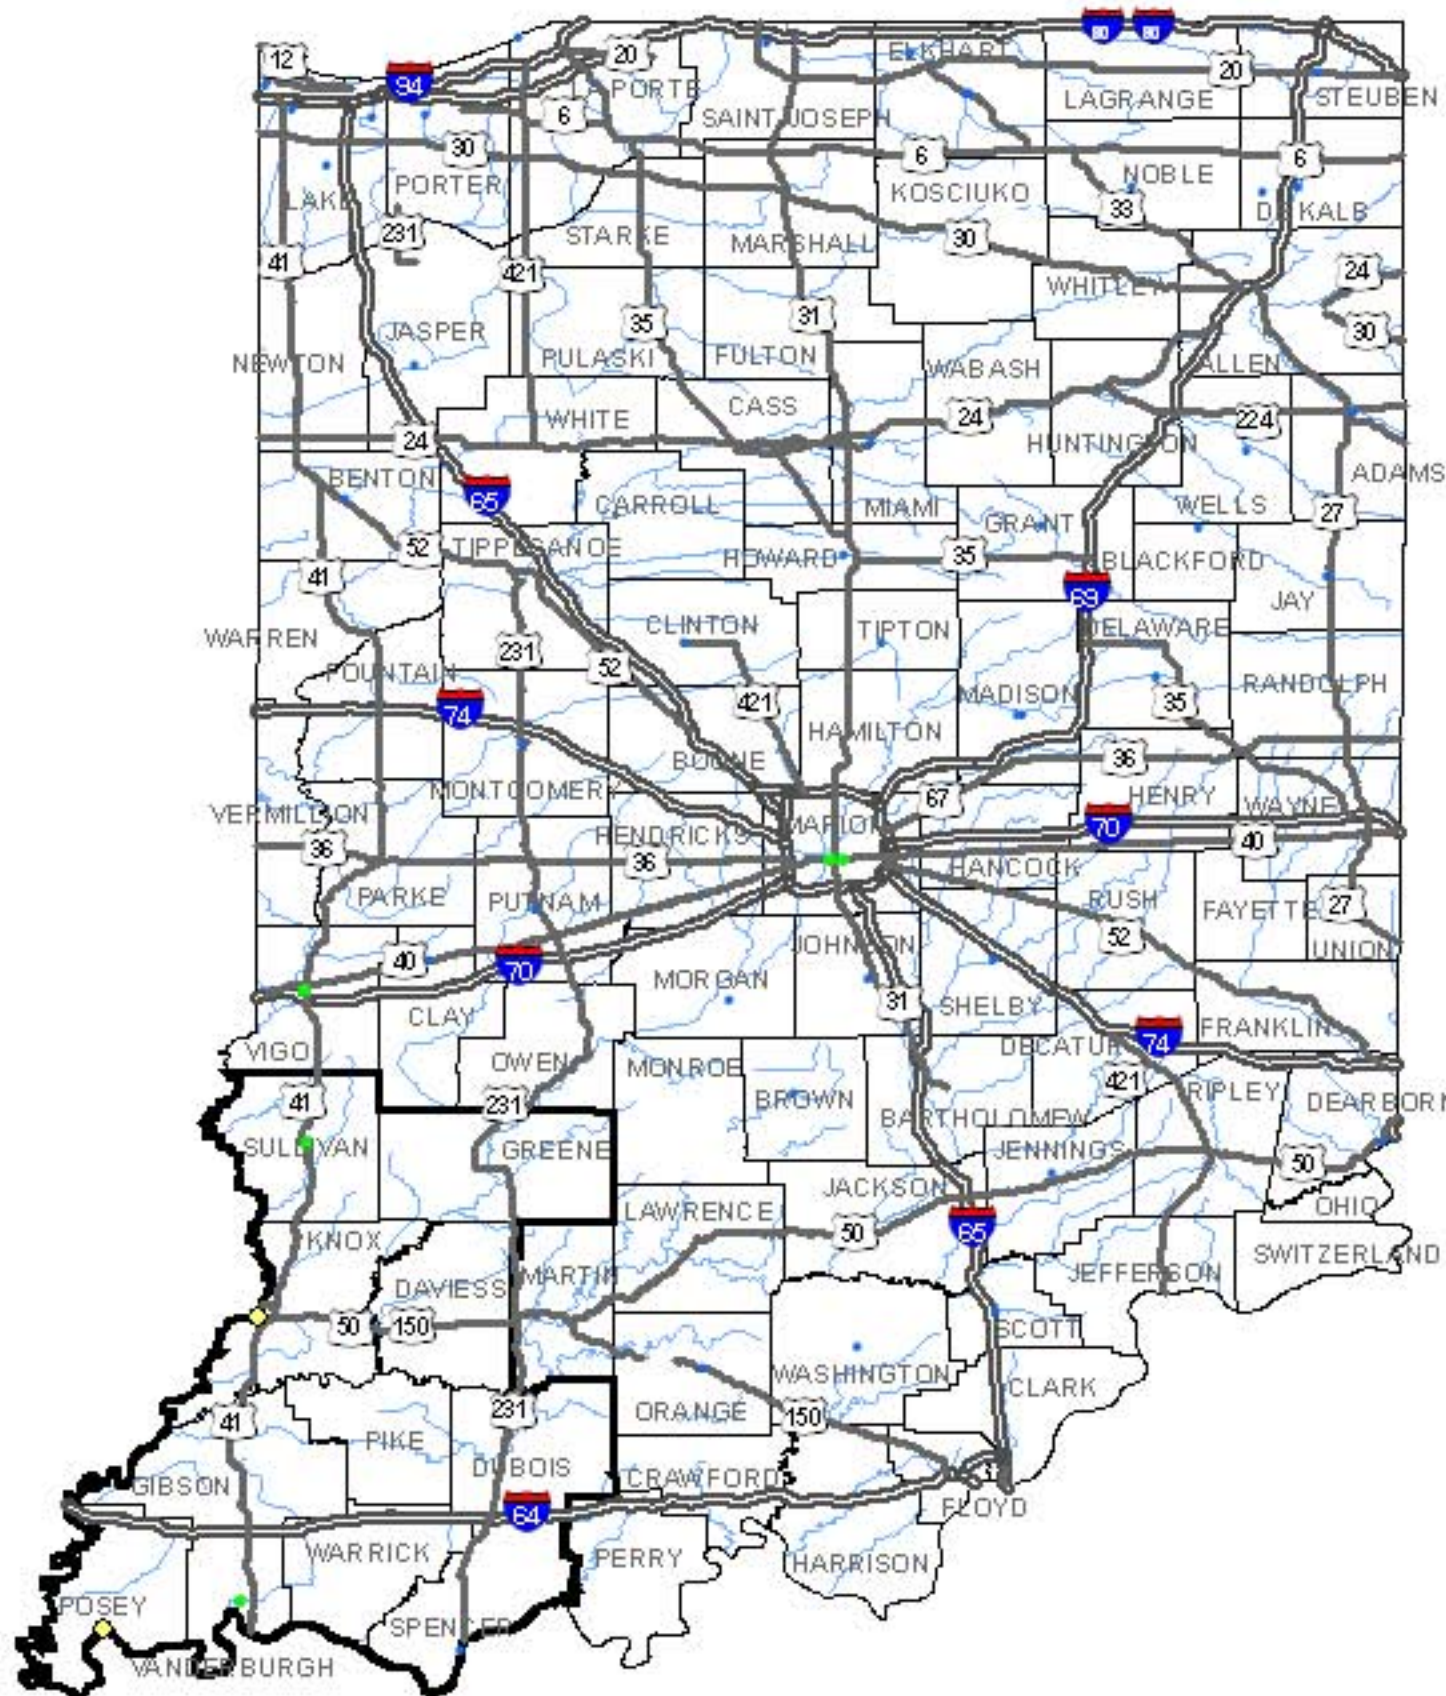 80 80
12
20
ELKHART
20
94
LAPORTE
LAGRANGE
STEUBEN
6
SAINT JOSEPH
30
6
6
PORTER
KOSCIUKO
NOBLE
LAKE
33
DE KALB
231
STARKE
MARSHALL
30
41
421
24
WHITLEY
35
31
30
JASPER
NEWTON
PULASKI
FULTON
WABASH
ALLEN
CASS
WHITE
24
224
24
HUNTINGTON
BENTON
ADAMS
65
CARROLL
MIAMI
WELLS
27
GRANT
52
TIPPECANOE
HOWARD
35
BLACKFORD
41
69
JAY
WARREN
CLINTON
TIPTON
DELAWARE
231
52
FOUNTAIN
RANDOLPH
MADISON
421
35
74
HAMILTON
BOONE
36
MONTGOMERY
67
HENRY
WAYNE
VERMILLION
MARION
70
HENDRICKS
40
36
36
HANCOCK
PARKE
PUTNAM
RUSH
FAYETTE
27
52
JOHNSON
UNION
40
70
MORGAN
31
SHELBY
CLAY
FRANKLIN
VIGO
DECATUR
74
OWEN
MONROE
421
RIPLEY
BROWN
DEARBORN
41
231
BARTHOLOMEW
SULLIVAN
GREENE
JENNINGS
50
JACKSON
LAWRENCE
OHIO
65
50
KNOX
SWITZERLAND
MARTIN
JEFFERSON
DAVIESS
50
150
SCOTT
WASHINGTON
CLARK
231
ORANGE
150
41
PIKE
DUBOIS
CRAWFORD
GIBSON
64
FLOYD
WARRICK
PERRY
HARRISON
POSEY
SPENCER
VANDERBURGH